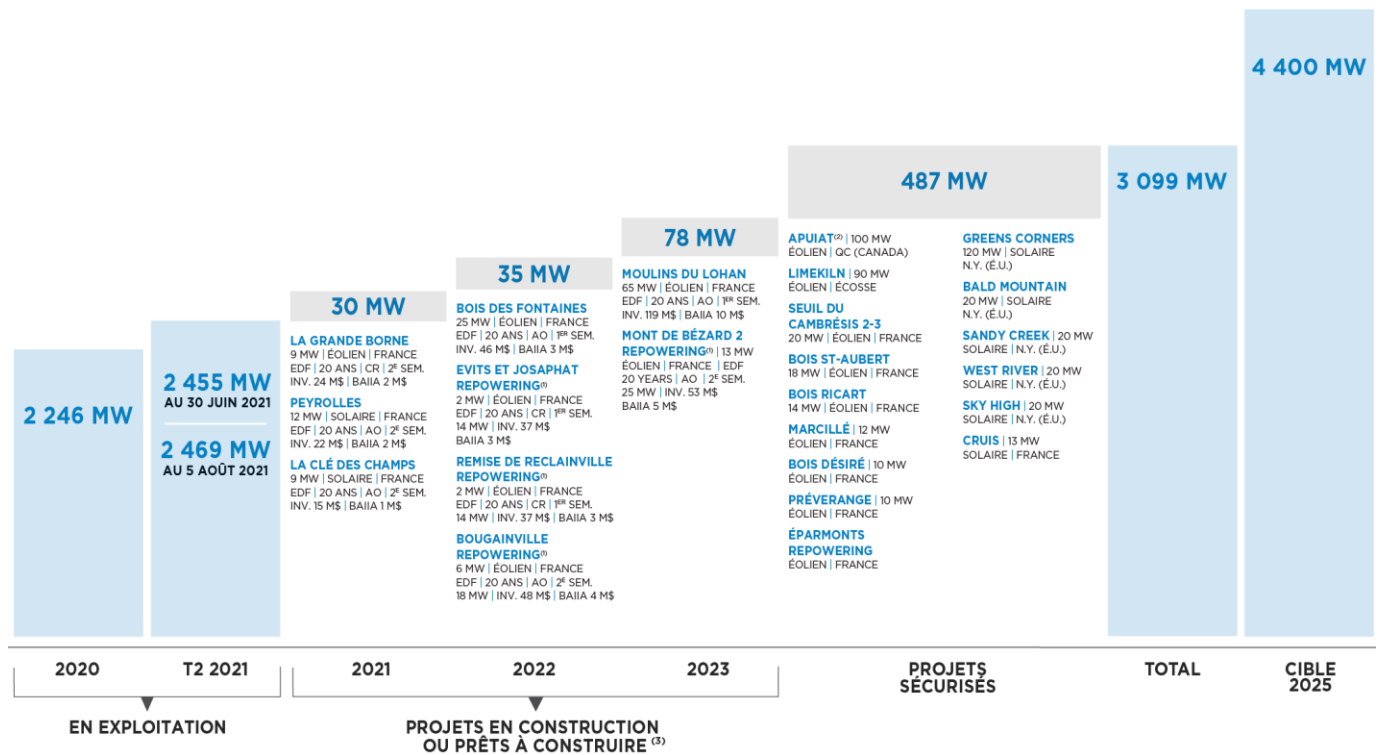 2 246 MW
2 455 MW
AU 30 JUIN 2021
2 469 MW
AU 5 AOÛT 2021
30 MW
LA GRANDE BORNE
9 MW | ÉOLIEN | FRANCE
EDF | 20 ANS | CR | 2E SEM.
INV. 24 M$ | BAIIA 2 M$
PEYROLLES
12 MW | SOLAIRE | FRANCE
EDF | 20 ANS | AO | 2E SEM.
INV. 22 M$ | BAIIA 2 M$
LA CLÉ DES CHAMPS
9 MW | SOLAIRE | FRANCE
EDF | 20 ANS | AO | 2E SEM.
INV. 15 M$ | BAIIA 1 M$
35 MW
BOIS DES FONTAINES
25 MW | ÉOLIEN | FRANCE
EDF | 20 ANS | AO | 1ER SEM.
INV. 46 M$ | BAIIA 3 M$
EVITS ET JOSAPHAT
REPOWERING(1)
2 MW | ÉOLIEN | FRANCE
EDF | 20 ANS | CR | 1ER SEM.
14 MW | INV. 37 M$
BAIIA 3 M$
REMISE DE RECLAINVILLE
REPOWERING(1)
2 MW | ÉOLIEN | FRANCE
EDF | 20 ANS | CR | 1ER SEM.
14 MW | INV. 37 M$ | BAIIA 3 M$
BOUGAINVILLE
REPOWERING(1)
6 MW | ÉOLIEN | FRANCE
EDF | 20 ANS | AO | 2E SEM.
18 MW | INV. 48 M$ | BAIIA 4 M$
78 MW
MOULINS DU LOHAN
65 MW | ÉOLIEN | FRANCE
EDF | 20 ANS | AO | 1ER SEM.
INV. 119 M$ | BAIIA 10 M$
MONT DE BÉZARD 2
REPOWERING(1) | 13 MW
ÉOLIEN | FRANCE | EDF
20 YEARS | AO | 2E SEM.
25 MW | INV. 53 M$
BAIIA 5 M$
487 MW
APUIAT(2) | 100 MW
ÉOLIEN | QC (CANADA)
LIMEKILN | 90 MW
ÉOLIEN | ÉCOSSE
SEUIL DU
CAMBRÉSIS 2-3
20 MW | ÉOLIEN | FRANCE
BOIS ST-AUBERT
18 MW | ÉOLIEN | FRANCE
BOIS RICART
14 MW | ÉOLIEN | FRANCE
MARCILLÉ | 12 MW
ÉOLIEN | FRANCE
BOIS DÉSIRÉ | 10 MW
ÉOLIEN | FRANCE
PRÉVERANGE | 10 MW
ÉOLIEN | FRANCE
ÉPARMONTS
REPOWERING
ÉOLIEN | FRANCE
GREENS CORNERS
120 MW | SOLAIRE
N.Y. (É.U.)
BALD MOUNTAIN
20 MW | SOLAIRE
N.Y. (É.U.)
SANDY CREEK | 20 MW
SOLAIRE | N.Y. (É.U.)
WEST RIVER | 20 MW
SOLAIRE | N.Y. (É.U.)
SKY HIGH | 20 MW
SOLAIRE | N.Y. (É.U.)
CRUIS | 13 MW
SOLAIRE | FRANCE
3 099 MW
4 400 MW
2020
T2 2021
2021
2022
2023
PROJETS
SÉCURISÉS
TOTAL
CIBLE
2025
EN EXPLOITATION
PROJETS EN CONSTRUCTION
OU PRÊTS À CONSTRUIRE (3)